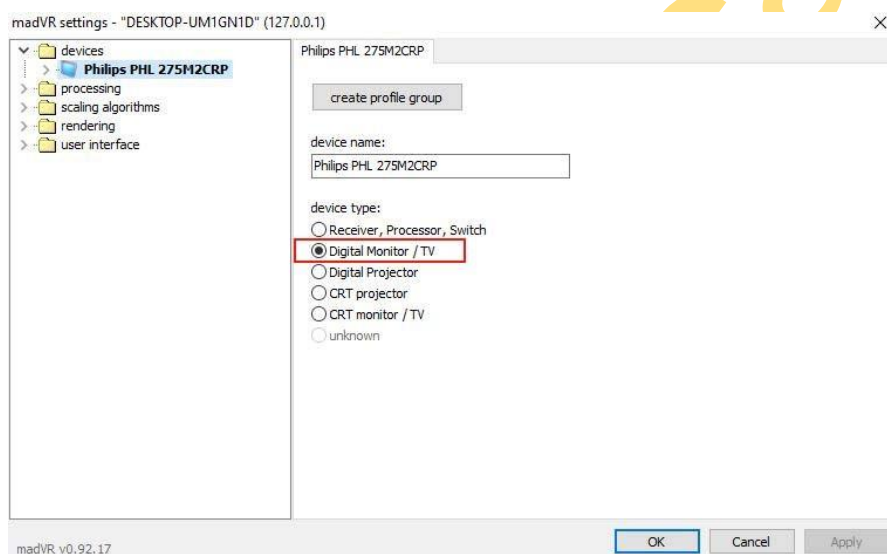 madVR settings - "DESKTOP-UM1GN1D" (127.0.0.1)
devices
Philips PHL 275M2CRP
processing
scaling algorithms
rendering
user interface
Philips PHL 275M2CRP
create profile group
device name:
Philips PHL 275M2CRP
device type:
Receiver, Processor, Switch
Digital Monitor / TV
Digital Projector
CRT projector
CRT monitor / TV
unknown
madVR v0.92.17
OK Cancel Apply